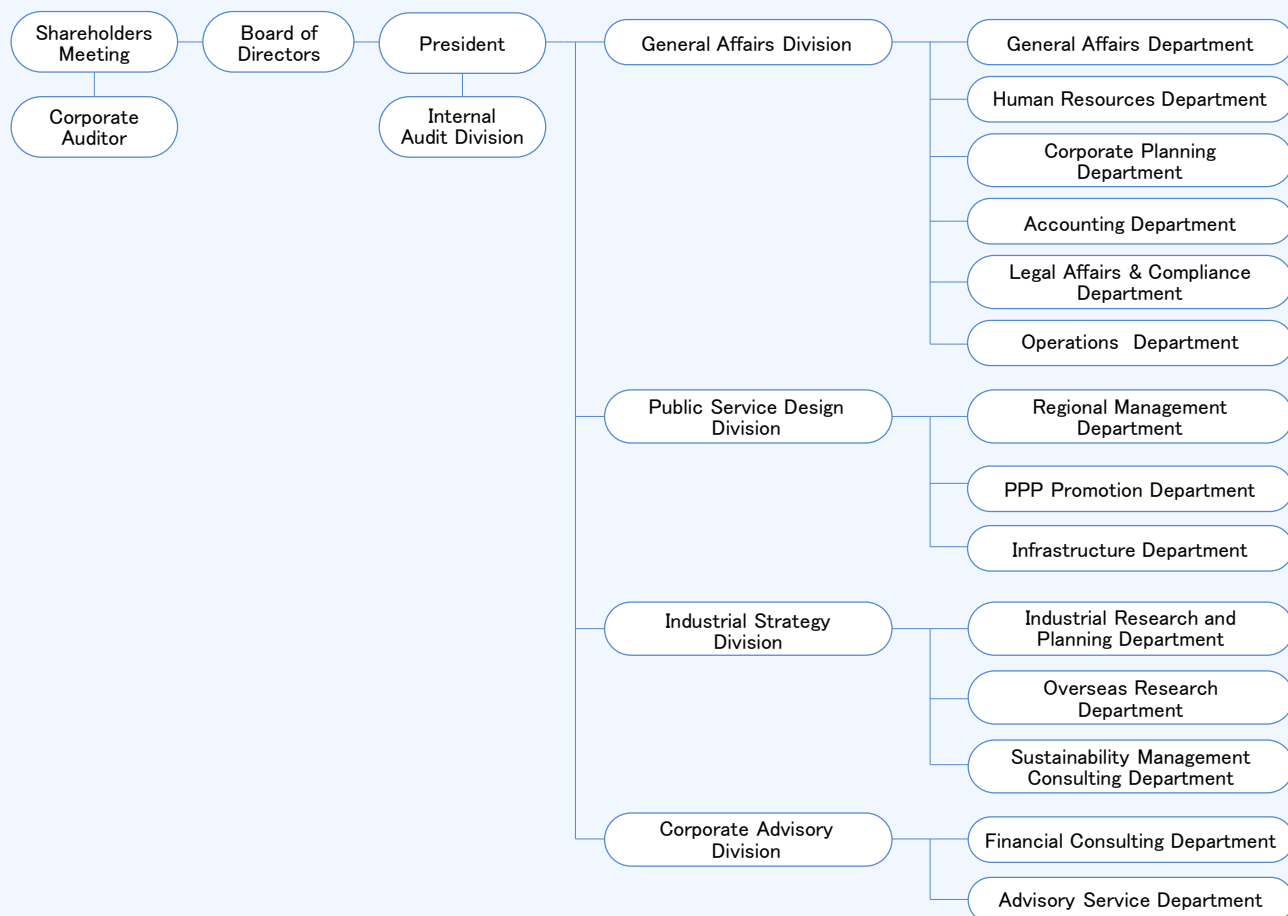 Shareholders
Meeting
Board of
Directors
President
Corporate
Auditor
Internal
Audit Division
General Affairs Division
General Affairs Department
Human Resources Department
Corporate Planning
Department
Accounting Department
Legal Affairs & Compliance
Department
Operations Department
Public Service Design
Division
Regional Management
Department
PPP Promotion Department
Infrastructure Department
Industrial Strategy
Division
Industrial Research and
Planning Department
Overseas Research
Department
Sustainability Management
Consulting Department
Corporate Advisory
Division
Financial Consulting Department
Advisory Service Department